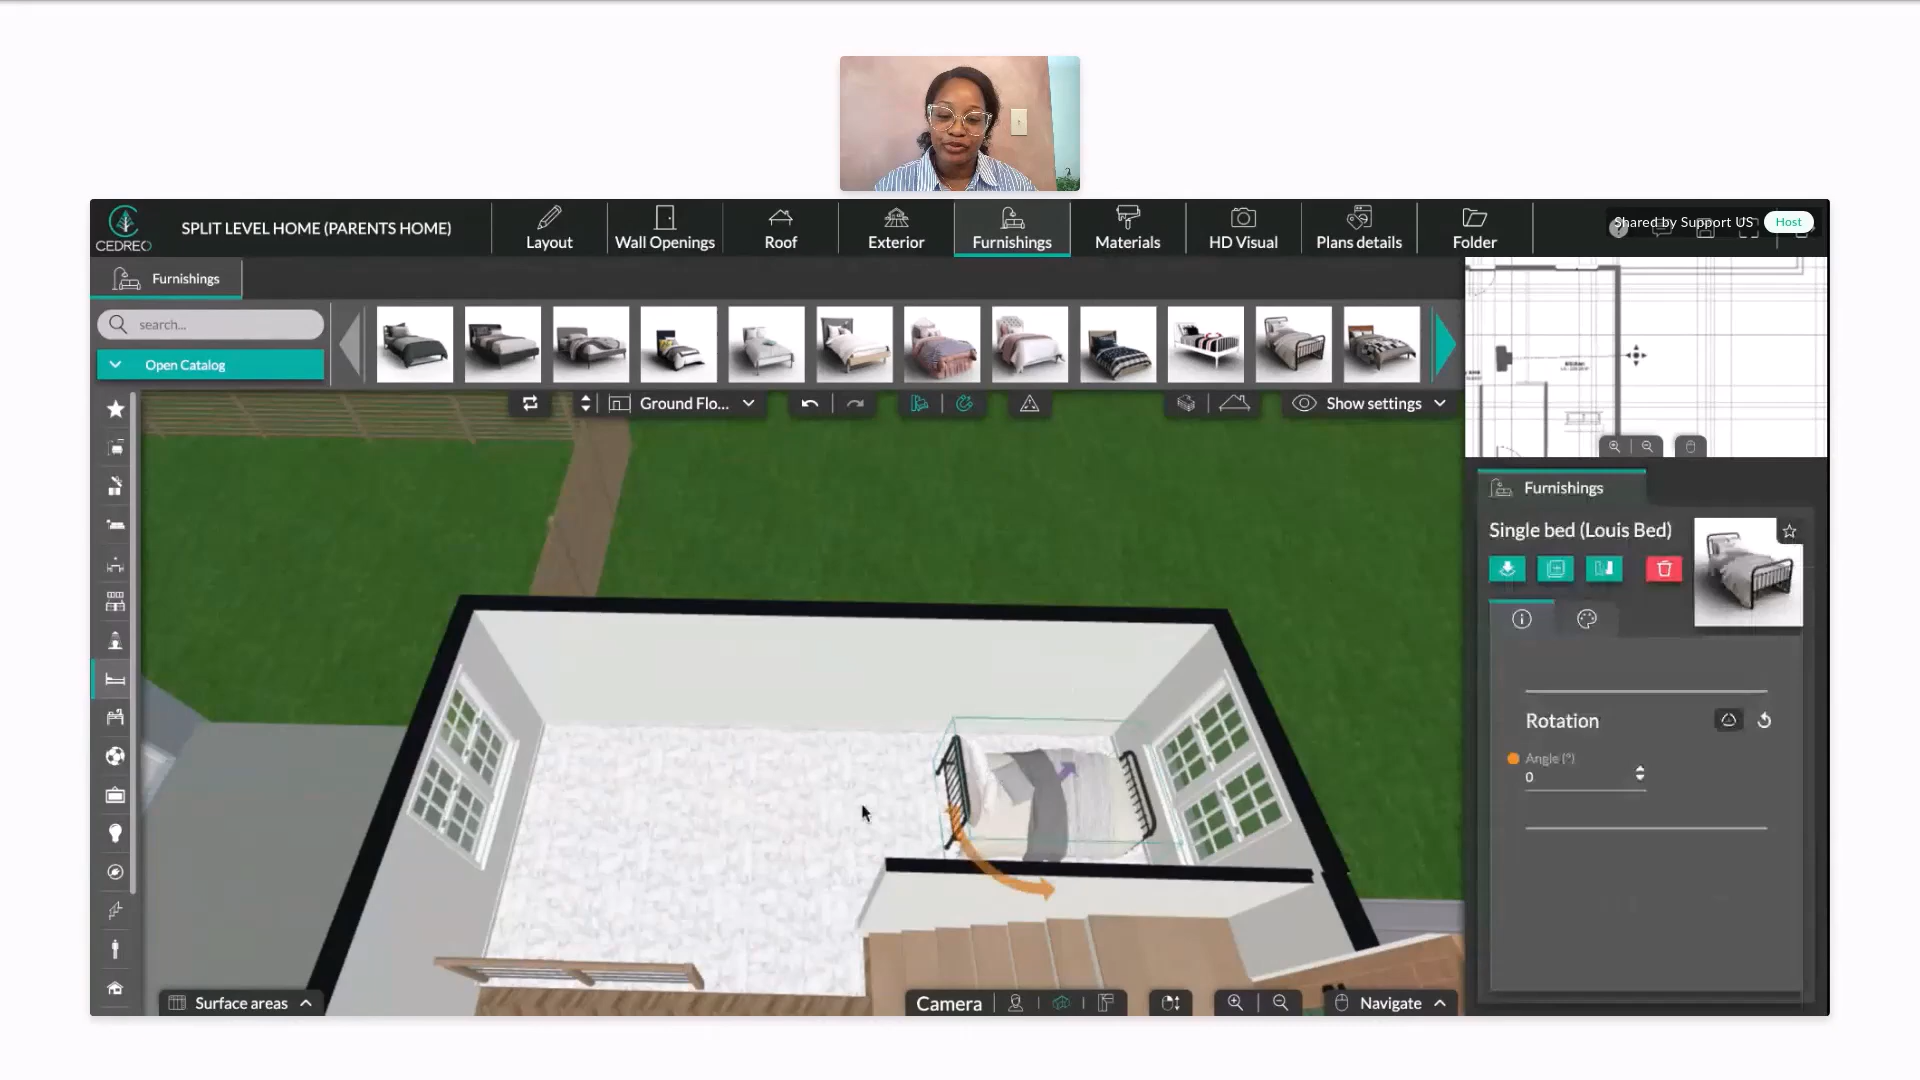 CEDREO
SPLIT LEVEL HOME (PARENTS HOME)
Layout
Wall Openings
Roof
Exterior
Furnishings
Materials
HD Visual
Plans details
Folder
Shared by Support US
Host
Furnishings
search...
Open Catalog
Ground Flo...
Show settings
Furnishings
Single bed (Louis Bed)
Rotation
Angle (°)
0
Surface areas
Camera
Navigate